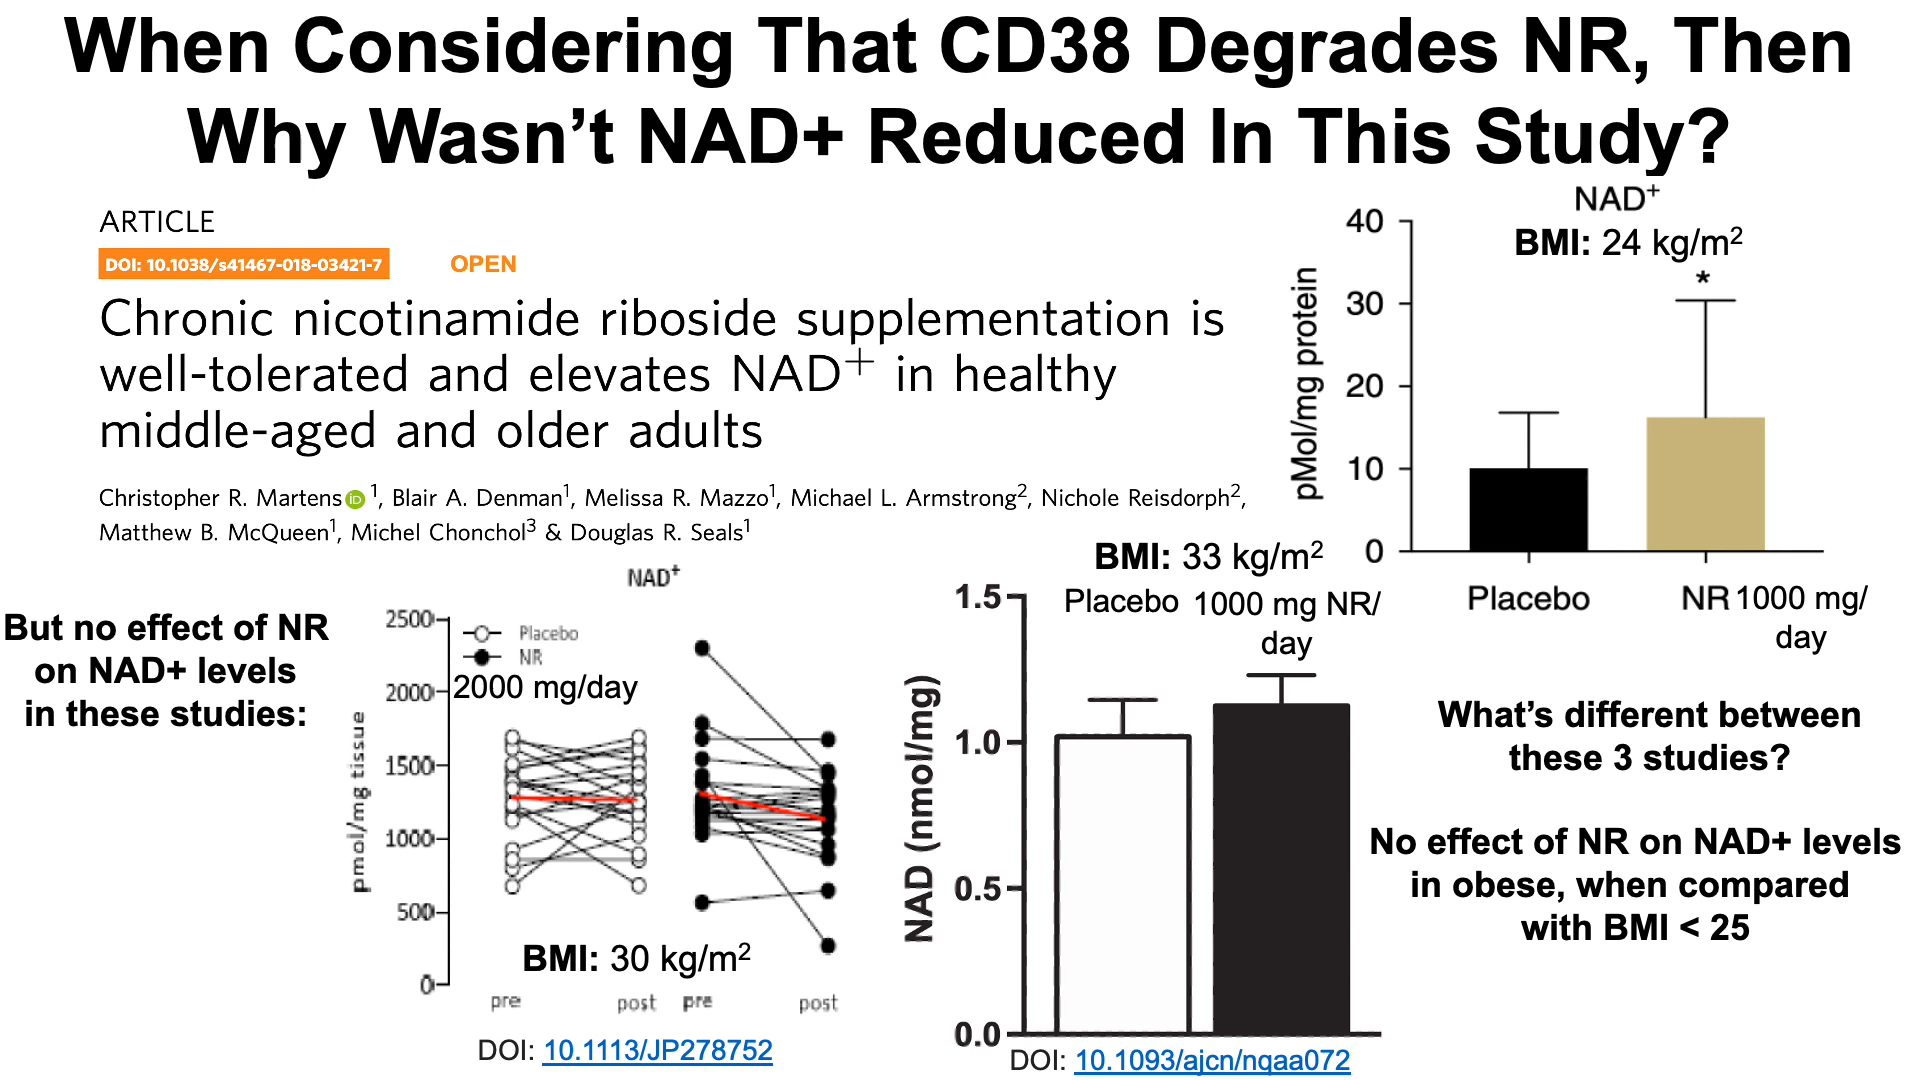 When Considering That CD38 Degrades NR, Then
Why Wasn’t NAD+ Reduced In This Study?
ARTICLE
DOI: 10.1038/s41467-018-03421-7
OPEN
Chronic nicotinamide riboside supplementation is
well-tolerated and elevates NAD+ in healthy
middle-aged and older adults
Christopher R. Martens iD 1, Blair A. Denman1, Melissa R. Mazzo1, Michael L. Armstrong2, Nichole Reisdorph2,
Matthew B. McQueen1, Michel Chonchol3 & Douglas R. Seals1
NAD+
BMI: 24 kg/m2
*
pMol/mg protein
40
30
20
10
0
Placebo
NR 1000 mg/
day
But no effect of NR
on NAD+ levels
in these studies:
NAD+
Placebo
NR
2000 mg/day
pmol/mg tissue
2500
2000
1500
1000
500
0
BMI: 30 kg/m2
pre
post
pre
post
DOI: 10.1113/JP278752
BMI: 33 kg/m2
Placebo
1000 mg NR/
day
NAD (nmol/mg)
1.5
1.0
0.5
0.0
DOI: 10.1093/ajcn/nqaa072
What’s different between
these 3 studies?
No effect of NR on NAD+ levels
in obese, when compared
with BMI < 25